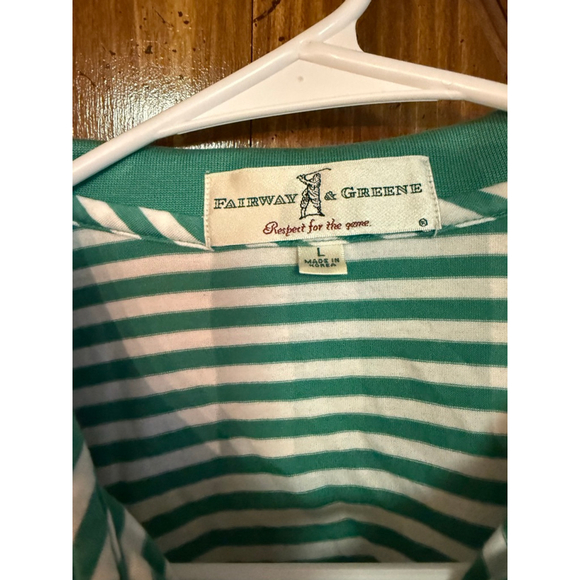 FAIRWAY & GREENE
Respect for the game.
®
L
MADE IN
KOREA